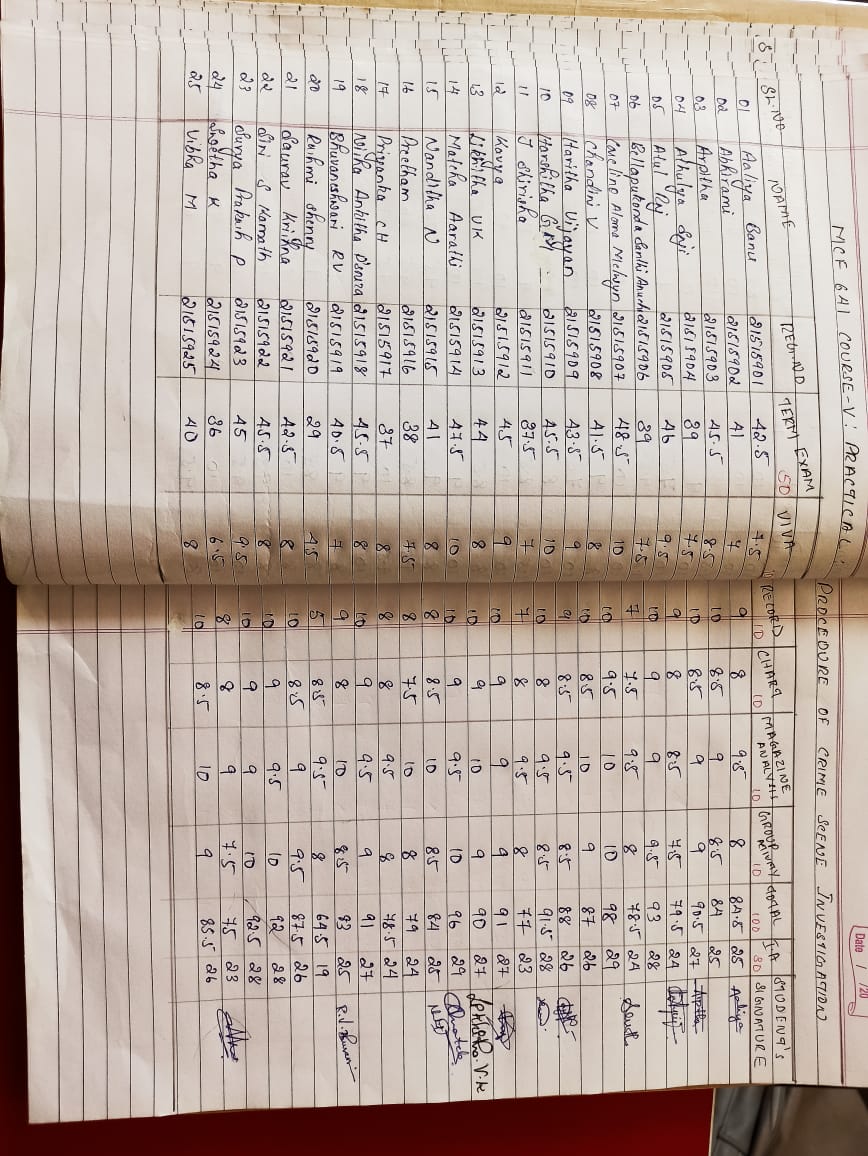 Date / /20
MCF 641 COURSE-V: PRACTICAL: PROCEDURE OF CRIME SCENE INVESTIGATION
SL.NO NAME REG.NO TERM EXAM 50 VIVA RECORD 10 CHART 10 MAGAZINE ANALYSIS 10 GROUP 10 TOTAL 100 I.A 30 STUDENT'S SIGNATURE
01 Aaliya Banu 21515901 42.5 7.5 9 8 9.5 8 84.5 25 Aaliya
02 Abhirami 21515902 41 7 10 8.5 9 8.5 84 25
03 Arpitha 21515903 45.5 8.5 10 8.5 9 9 90.5 27
04 Athulya Saji 21515904 39 7.5 9 8 8.5 7.5 79.5 24
05 Atul Raj 21515905 46 9.5 10 9 9 9.5 93 28
06 Bellapukonda Santhi 21515906 39 7.5 7 7.5 9.5 8 78.5 24
07 Caroline Aloma Melwyn 21515907 48.5 10 10 9.5 10 10 98 29
08 Chandini V 21515908 41.5 8 10 8.5 10 9 87 26
09 Haritha Vijayan 21515909 43.5 9 9 8.5 9.5 8.5 88 26
10 Harshitha 21515910 45.5 10 10 8 9.5 8.5 91.5 28
11 J Shirisha 21515911 37.5 7 7 8 9.5 8 77 23
12 Kavya 21515912 45 9 10 9 9 9 91 27
13 Likhitha UK 21515913 44 8 10 9 10 9 90 27
14 Matcha Aarathi 21515914 47.5 10 10 9 9.5 10 96 29
15 Nanditha N 21515915 41 8 8 8.5 10 8.5 84 25
16 Preetham 21515916 38 7.5 8 7.5 10 8 79 24
17 Priyanka CH 21515917 37 8 8 8 9.5 8 78.5 24
18 Ankitha D'souza 21515918 45.5 8 10 9 9.5 9 91 27
19 Bhuvaneshwari RV 21515919 40.5 7 9 8 10 8.5 83 25
20 Rashmi shenoy 21515920 29 4.5 5 8.5 9.5 8 64.5 19
21 Saurav Krishna 21515921 42.5 8 10 8.5 9 9.5 87.5 26
22 Siri S Kamath 21515922 45.5 8 10 9 9.5 10 92 28
23 Surya Prakash P 21515923 45 9.5 10 9 9 10 92.5 28
24 Swetha K 21515924 36 6.5 8 8 9 7.5 75 23
25 Vibha M 21515925 40 8 10 8.5 10 9 85.5 26